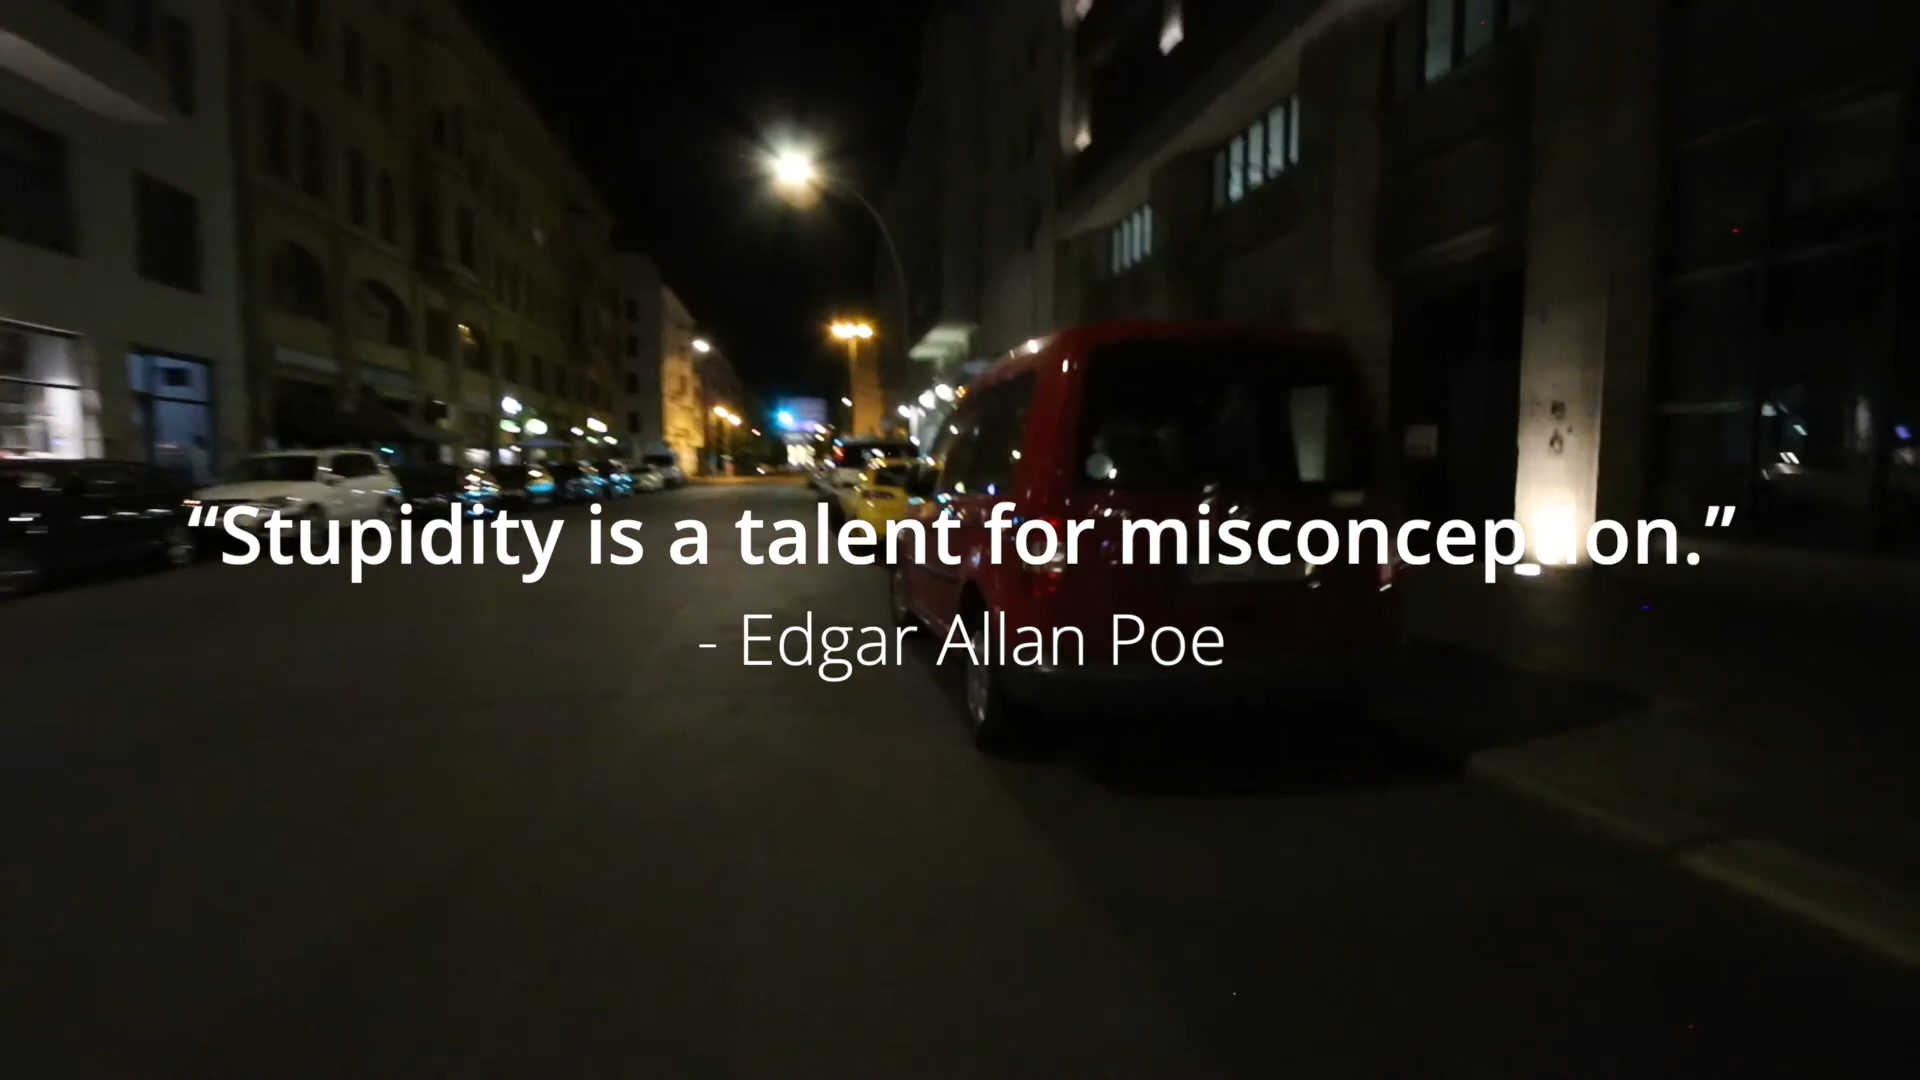 “Stupidity is a talent for misconception.”
- Edgar Allan Poe